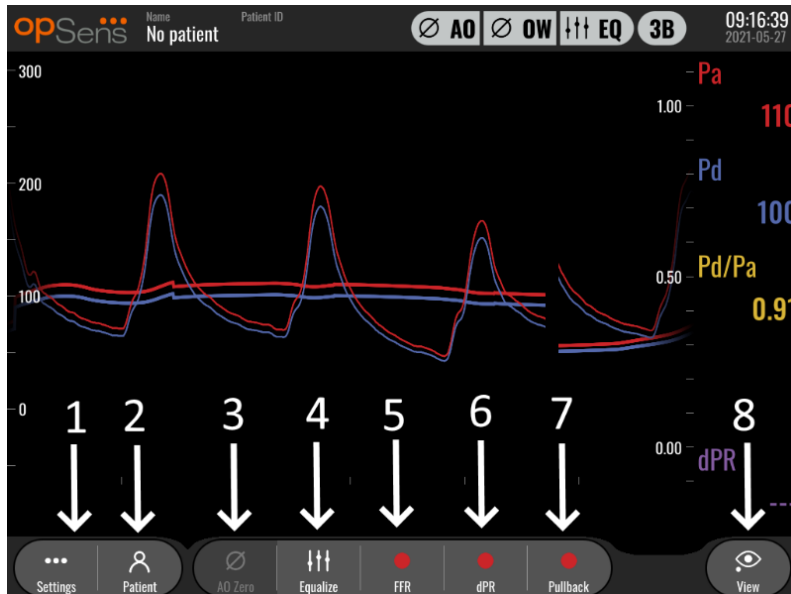 opSens
Name
No patient
Patient ID
AO
OW
EQ
3B
09:16:39
2021-05-27
300
200
100
0
1.00
0.50
0.00
Pa
110
Pd
100
Pd/Pa
0.91
dPR
---
1 2 3 4 5 6 7 8
Settings
Patient
AO Zero
Equalize
FFR
dPR
Pullback
View